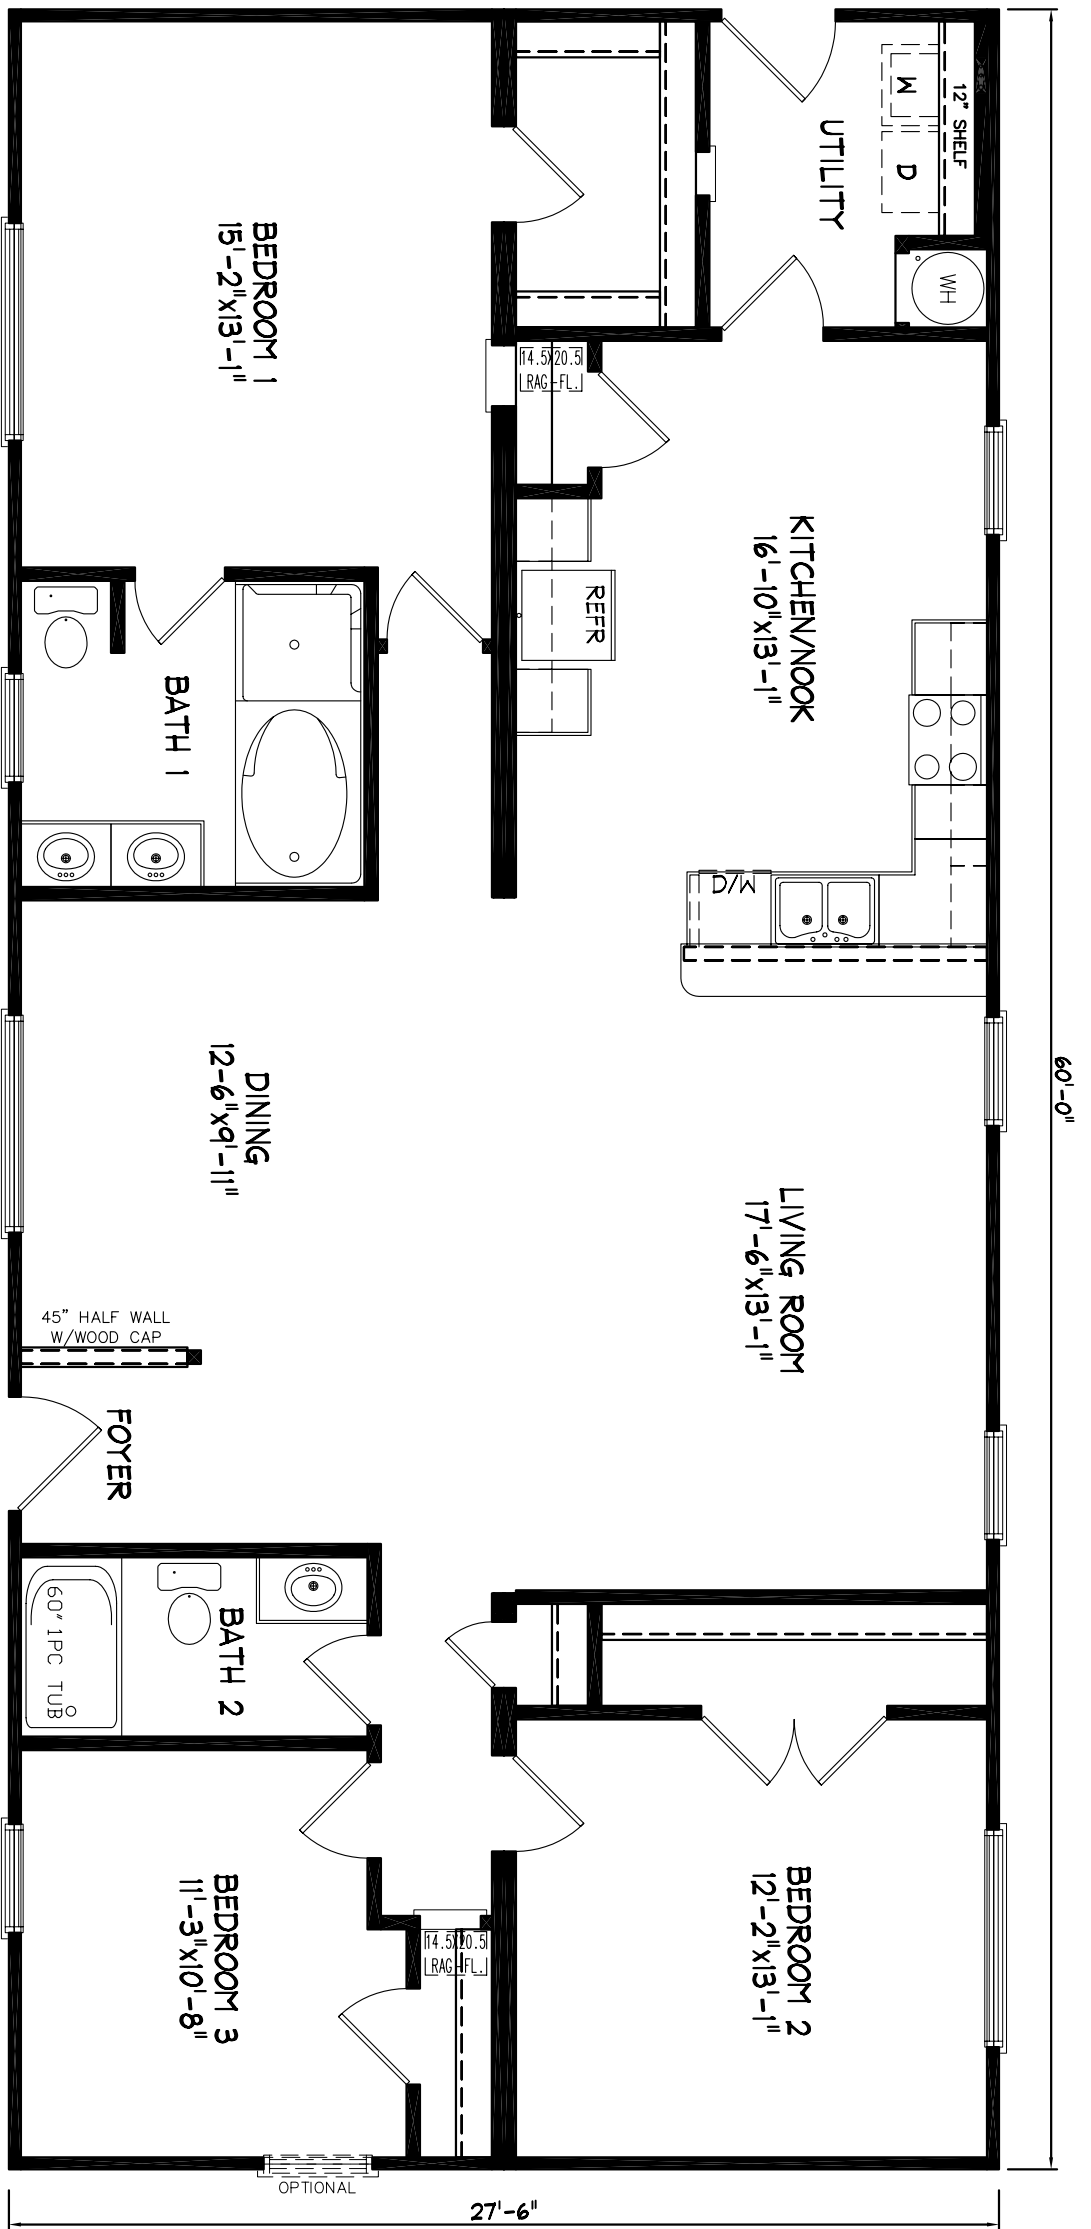 12" SHELF
W
D
UTILITY
WH
BEDROOM 1
15'-2"x13'-1"
14.5X20.5
RAG-FL.
KITCHEN/NOOK
16'-10"x13'-1"
REFR
BATH 1
D/W
60'-0"
DINING
12-6"x9'-11"
LIVING ROOM
17'-6"x13'-1"
45" HALF WALL
W/WOOD CAP
FOYER
60" 1PC TUB
BATH 2
BEDROOM 2
12'-2"x13'-1"
BEDROOM 3
11'-3"x10'-8"
14.5X20.5
RAG-FL.
OPTIONAL
27'-6"